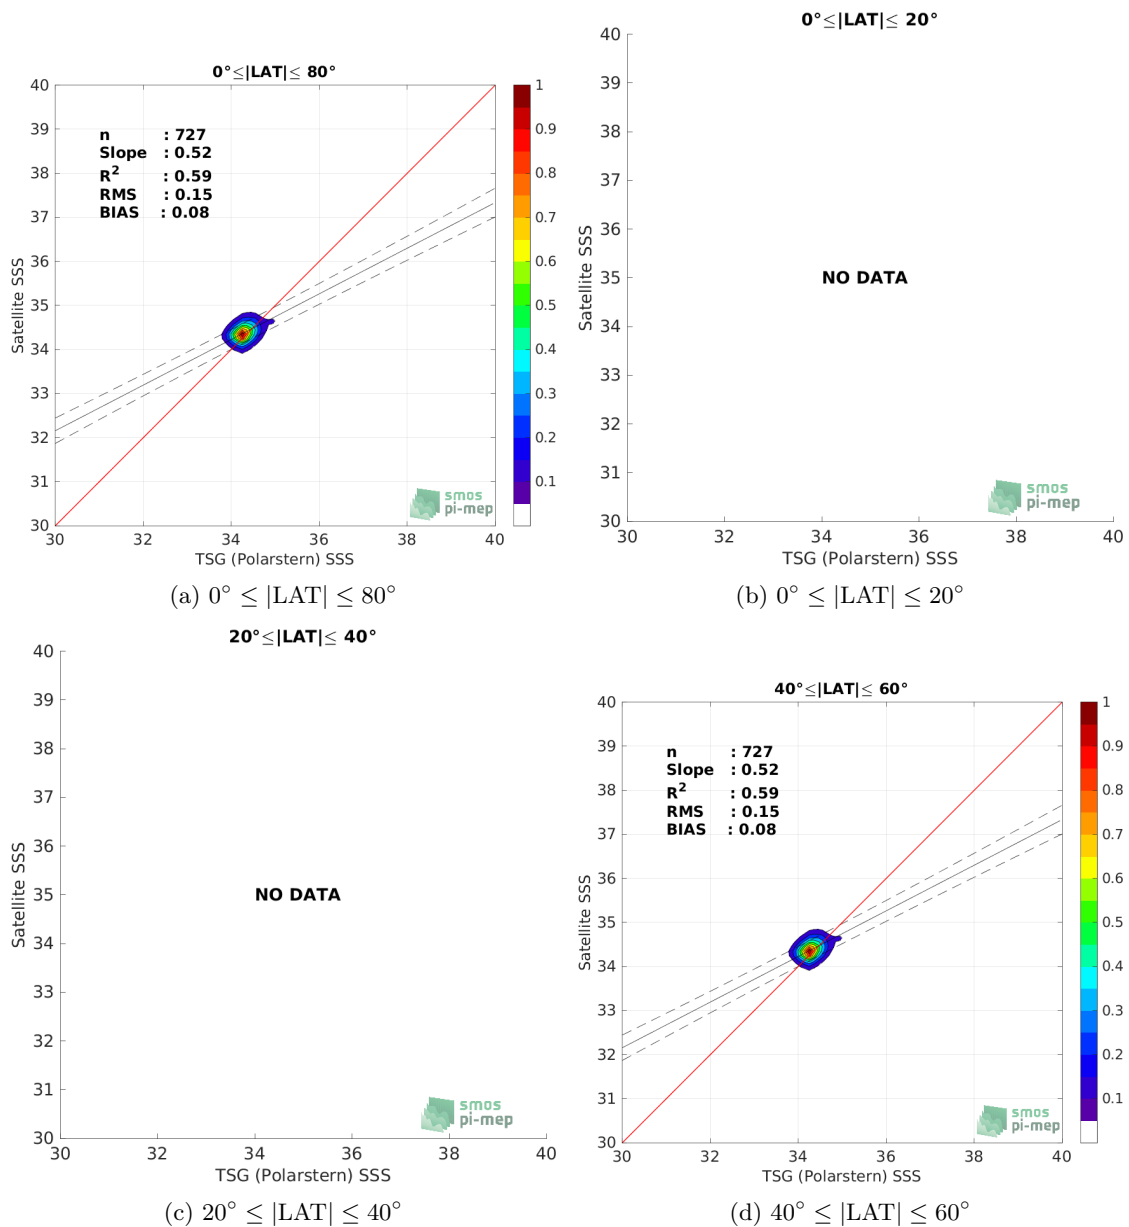 0°≤|LAT|≤ 80°
40
39
38
37
36
35
34
33
32
31
30
Satellite SSS
n : 727
Slope : 0.52
R² : 0.59
RMS : 0.15
BIAS : 0.08
smos
pi-mep
30 32 34 36 38 40
TSG (Polarstern) SSS
1
0.9
0.8
0.7
0.6
0.5
0.4
0.3
0.2
0.1
(a) 0° ≤ |LAT| ≤ 80°
0°≤|LAT|≤ 20°
40
39
38
37
36
35
34
33
32
31
30
Satellite SSS
NO DATA
smos
pi-mep
30 32 34 36 38 40
TSG (Polarstern) SSS
(b) 0° ≤ |LAT| ≤ 20°
20°≤|LAT|≤ 40°
40
39
38
37
36
35
34
33
32
31
30
Satellite SSS
NO DATA
smos
pi-mep
30 32 34 36 38 40
TSG (Polarstern) SSS
(c) 20° ≤ |LAT| ≤ 40°
40°≤|LAT|≤ 60°
40
39
38
37
36
35
34
33
32
31
30
Satellite SSS
n : 727
Slope : 0.52
R² : 0.59
RMS : 0.15
BIAS : 0.08
smos
pi-mep
30 32 34 36 38 40
TSG (Polarstern) SSS
1
0.9
0.8
0.7
0.6
0.5
0.4
0.3
0.2
0.1
(d) 40° ≤ |LAT| ≤ 60°